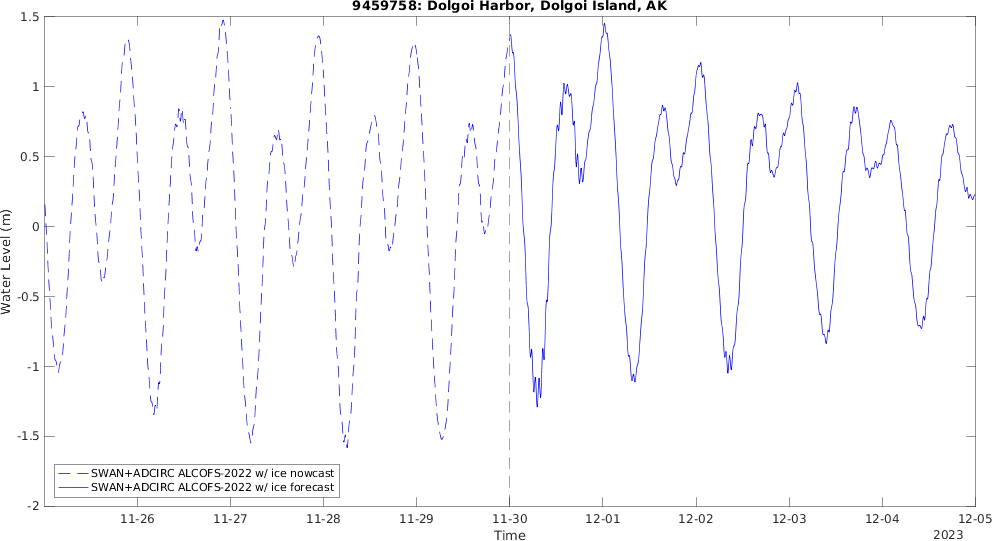 9459758: Dolgoi Harbor, Dolgoi Island, AK
1.5
1
0.5
0
-0.5
-1
-1.5
-2
Water Level (m)
SWAN+ADCIRC ALCOFS-2022 w/ ice nowcast
SWAN+ADCIRC ALCOFS-2022 w/ ice forecast
11-26 11-27 11-28 11-29 11-30 12-01 12-02 12-03 12-04 12-05
Time
2023